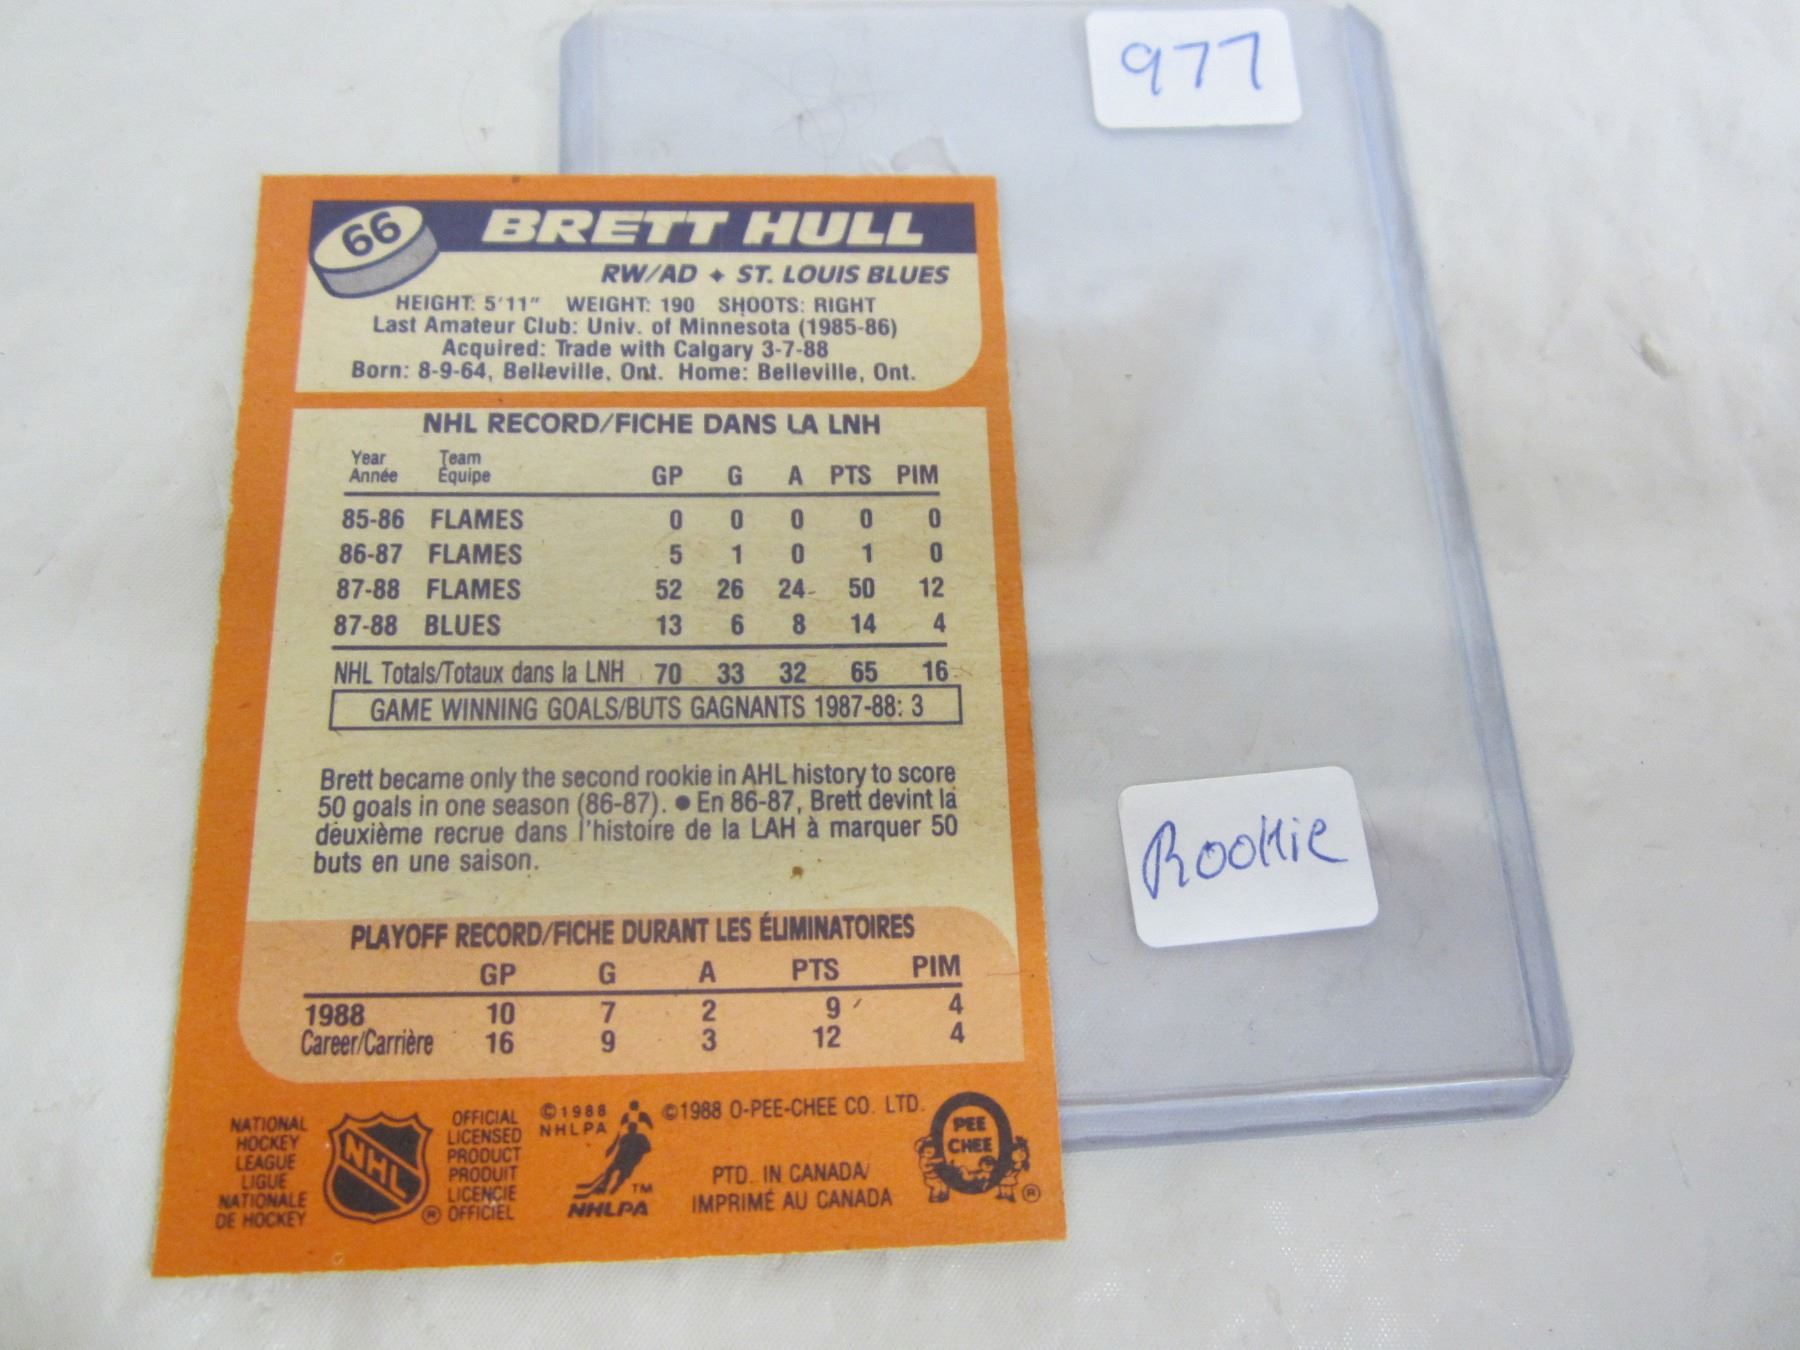 977
66
BRETT HULL
RW/AD ✦ ST. LOUIS BLUES
HEIGHT: 5'11" WEIGHT: 190 SHOOTS: RIGHT
Last Amateur Club: Univ. of Minnesota (1985-86)
Acquired: Trade with Calgary 3-7-88
Born: 8-9-64, Belleville, Ont. Home: Belleville, Ont.
NHL RECORD/FICHE DANS LA LNH
Year Team
Année Équipe GP G A PTS PIM
85-86 FLAMES 0 0 0 0 0
86-87 FLAMES 5 1 0 1 0
87-88 FLAMES 52 26 24 50 12
87-88 BLUES 13 6 8 14 4
NHL Totals/Totaux dans la LNH 70 33 32 65 16
GAME WINNING GOALS/BUTS GAGNANTS 1987-88: 3
Brett became only the second rookie in AHL history to score
50 goals in one season (86-87). ● En 86-87, Brett devint la
deuxième recrue dans l'histoire de la LAH à marquer 50
buts en une saison.
PLAYOFF RECORD/FICHE DURANT LES ÉLIMINATOIRES
GP G A PTS PIM
1988 10 7 2 9 4
Career/Carrière 16 9 3 12 4
NATIONAL
HOCKEY
LEAGUE
LIGUE
NATIONALE
DE HOCKEY
NHL
®
OFFICIAL
LICENSED
PRODUCT
PRODUIT
LICENCIE
OFFICIEL
©1988
NHLPA
TM
NHLPA
©1988 O-PEE-CHEE CO. LTD.
PTD. IN CANADA/
IMPRIMÉ AU CANADA
PEE
CHEE
®
Rookie